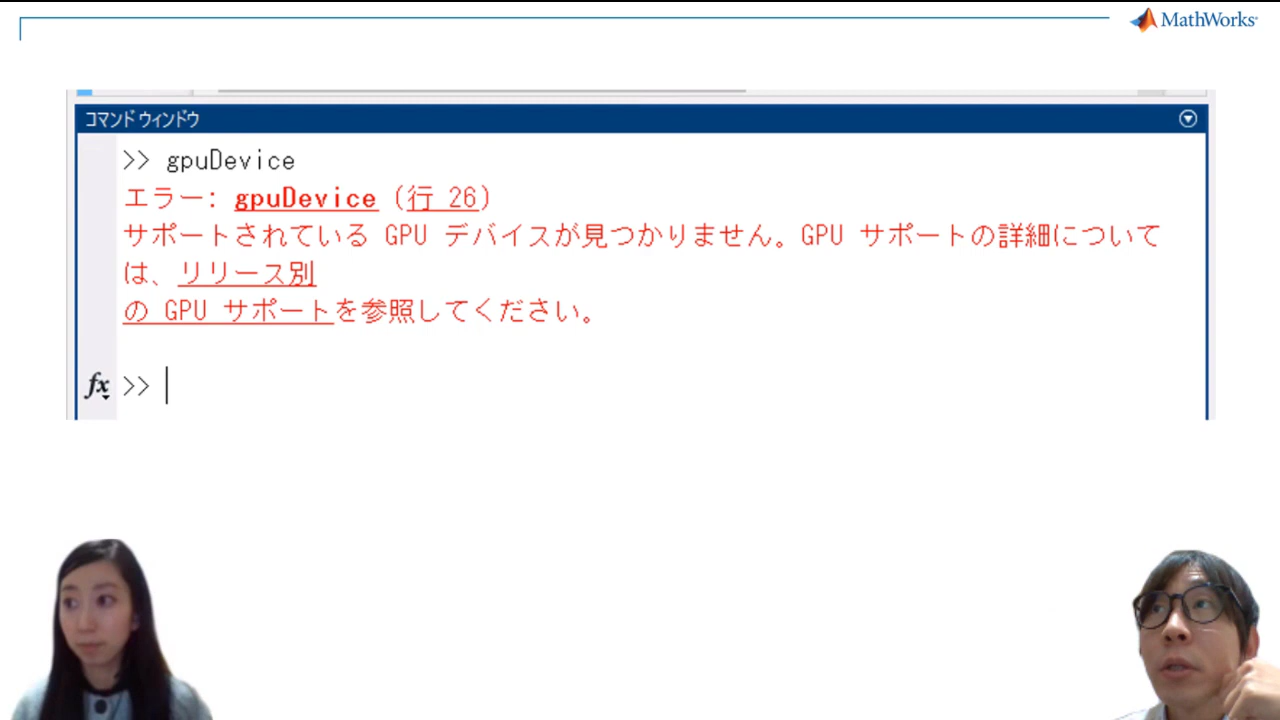 MathWorks
コマンド ウィンドウ
>> gpuDevice
エラー: gpuDevice (行 26)
サポートされている GPU デバイスが見つかりません。GPU サポートの詳細について
は、リリース別
の GPU サポートを参照してください。
fx >>